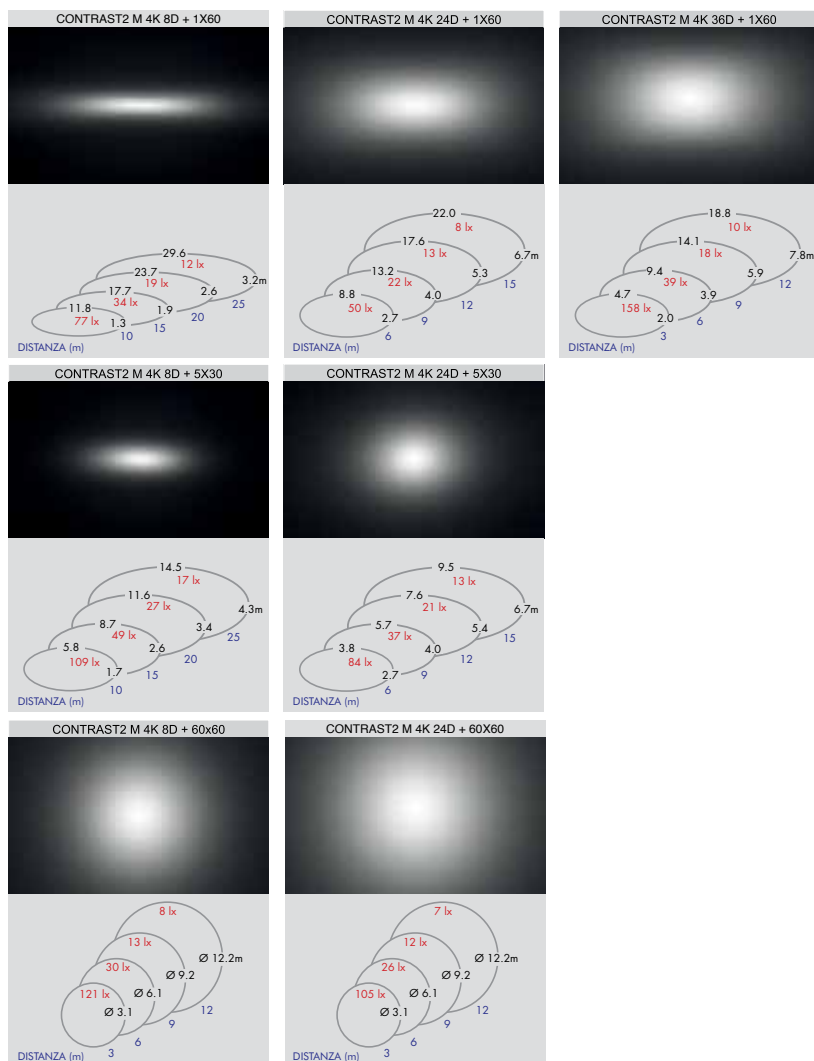 CONTRAST2 M 4K 8D + 1X60
29.6
12 lx
23.7
19 lx
3.2m
17.7
2.6
34 lx
25
11.8
1.9
20
77 lx
1.3
15
10
DISTANZA (m)
CONTRAST2 M 4K 24D + 1X60
22.0
8 lx
17.6
13 lx
6.7m
13.2
5.3
22 lx
15
8.8
4.0
12
50 lx
2.7
9
6
DISTANZA (m)
CONTRAST2 M 4K 36D + 1X60
18.8
10 lx
14.1
18 lx
7.8m
9.4
5.9
39 lx
12
4.7
3.9
9
158 lx
2.0
6
3
DISTANZA (m)
CONTRAST2 M 4K 8D + 5X30
14.5
17 lx
11.6
27 lx
4.3m
8.7
3.4
49 lx
25
5.8
2.6
20
109 lx
1.7
15
10
DISTANZA (m)
CONTRAST2 M 4K 24D + 5X30
9.5
13 lx
7.6
21 lx
6.7m
5.7
5.4
37 lx
15
3.8
4.0
12
84 lx
2.7
9
6
DISTANZA (m)
CONTRAST2 M 4K 8D + 60x60
8 lx
13 lx
Ø 12.2m
30 lx
Ø 9.2
121 lx
Ø 6.1
12
Ø 3.1
9
6
3
DISTANZA (m)
CONTRAST2 M 4K 24D + 60X60
7 lx
12 lx
Ø 12.2m
26 lx
Ø 9.2
105 lx
Ø 6.1
12
Ø 3.1
9
6
3
DISTANZA (m)